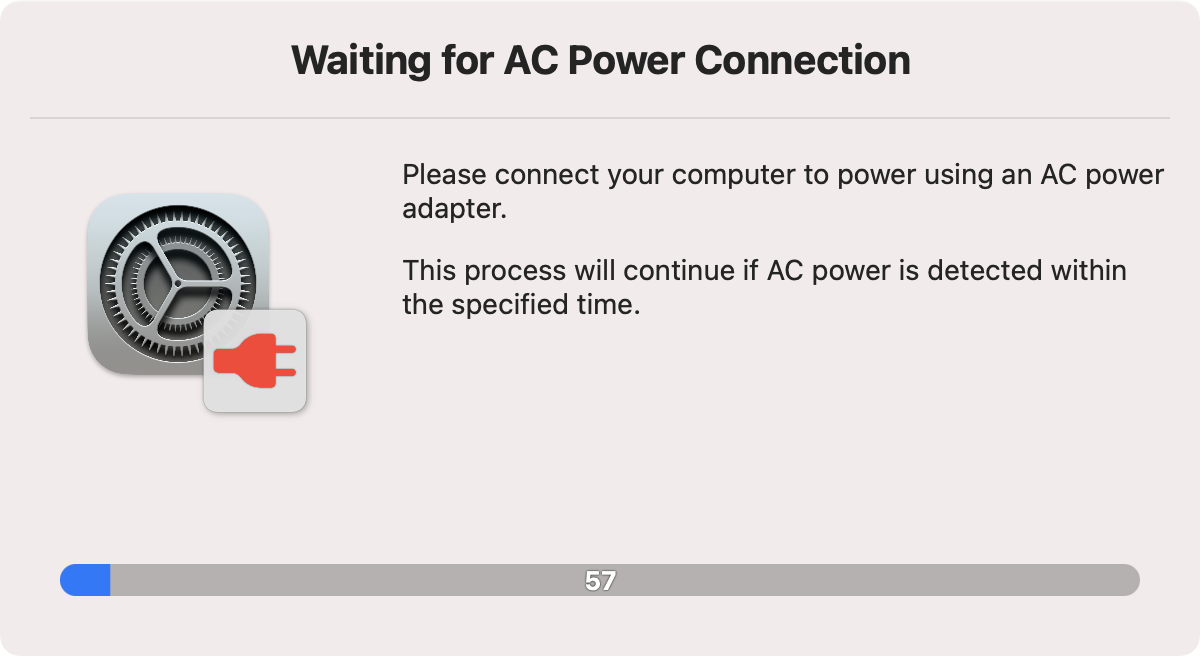 Waiting for AC Power Connection
Please connect your computer to power using an AC power
adapter.
This process will continue if AC power is detected within
the specified time.
57